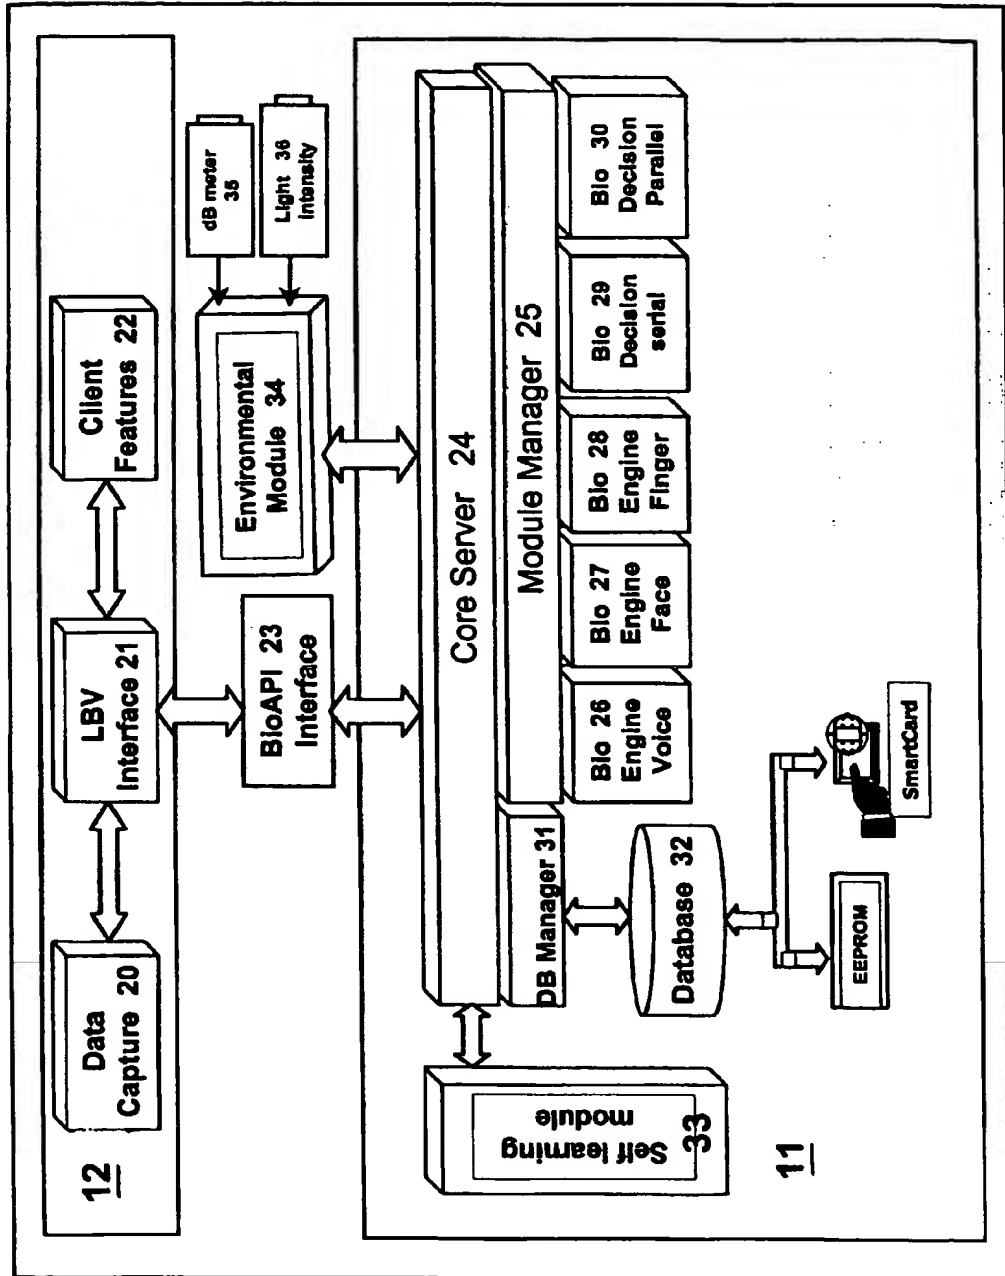 12
Data
Capture 20
LBV
Interface 21
Client
Features 22
BioAPI 23
Interface
Environmental
Module 34
dB meter
35
Light 36
Intensity
Core Server 24
DB Manager 31
Module Manager 25
Self learning
module
33
Database 32
Bio 26
Engine
Voice
Bio 27
Engine
Face
Bio 28
Engine
Finger
Bio 29
Decision
serial
Bio 30
Decision
Parallel
EEPROM
SmartCard
11